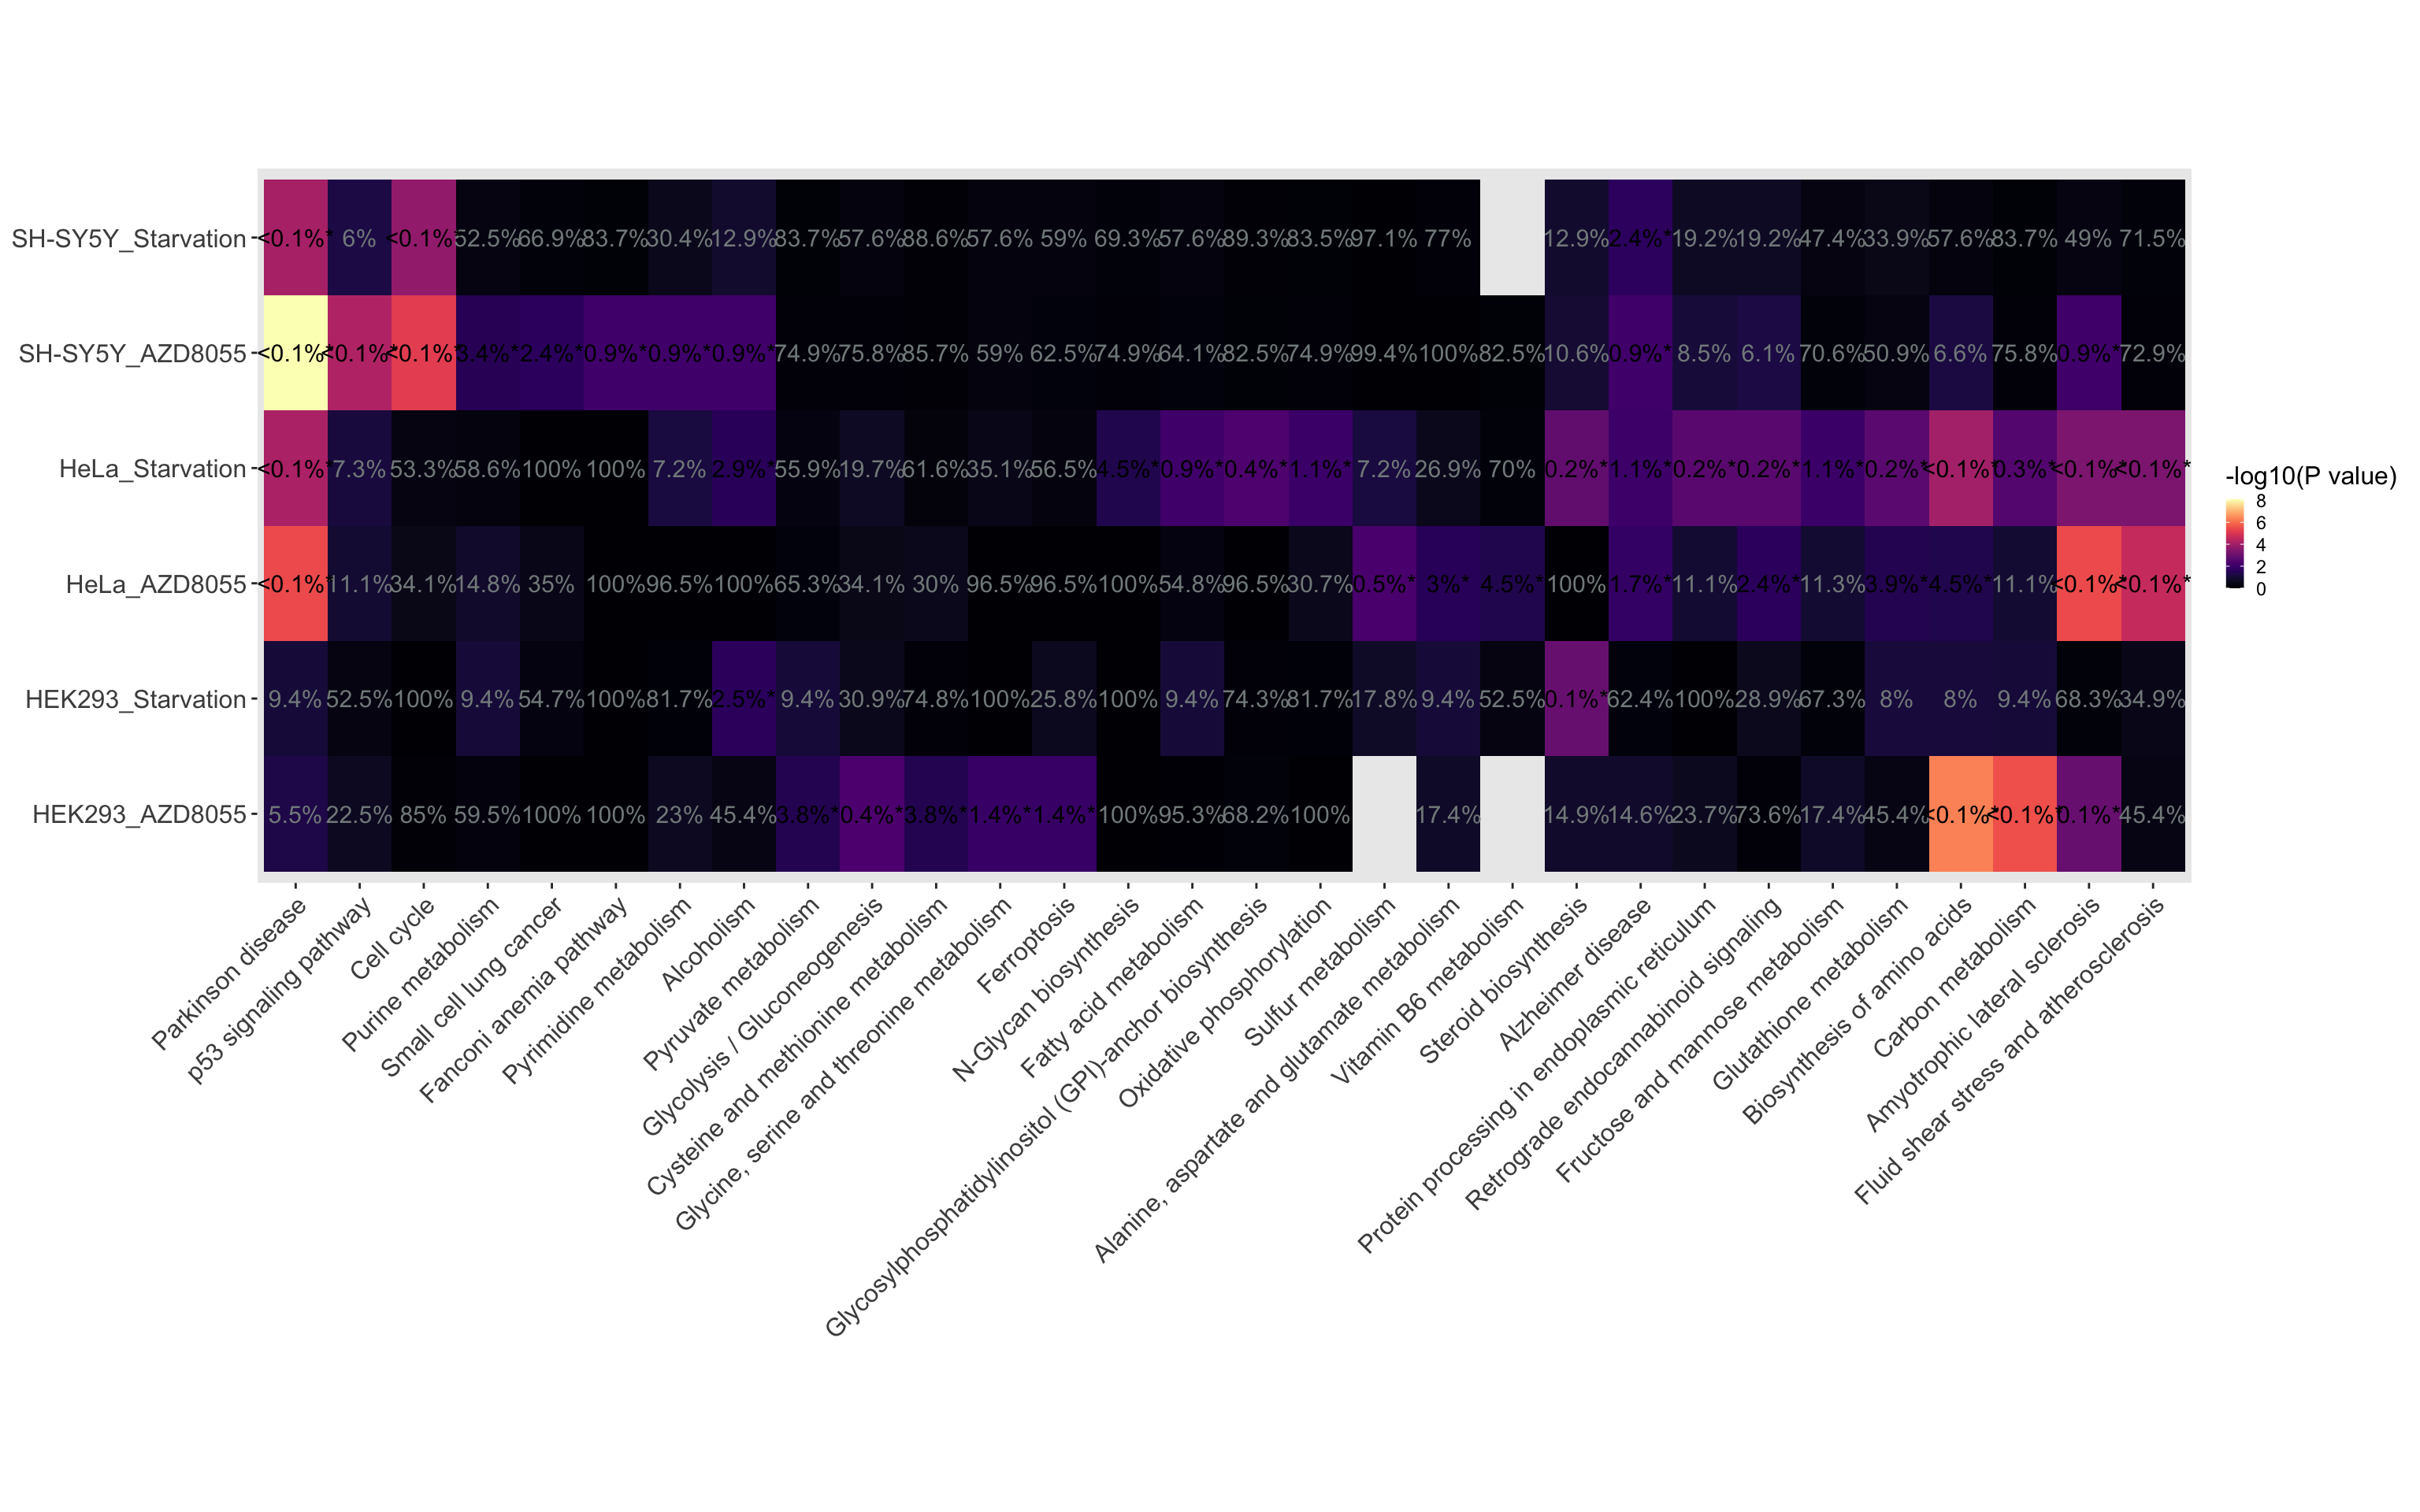 SH-SY5Y_Starvation <0.1%* 6% <0.1%* 52.5% 66.9% 83.7% 30.4% 12.9% 83.7% 57.6% 88.6% 57.6% 59% 69.3% 57.6% 89.3% 83.5% 97.1% 77% 12.9% 2.4%* 19.2% 19.2% 47.4% 33.9% 57.6% 83.7% 49% 71.5%
SH-SY5Y_AZD8055 <0.1%* <0.1%* <0.1%* 3.4%* 2.4%* 0.9%* 0.9%* 0.9%* 74.9% 75.8% 85.7% 59% 62.5% 74.9% 64.1% 82.5% 74.9% 99.4% 100% 82.5% 10.6% 0.9%* 8.5% 6.1% 70.6% 50.9% 6.6% 75.8% 0.9%* 72.9%
HeLa_Starvation <0.1%* 7.3% 53.3% 58.6% 100% 100% 7.2% 2.9%* 55.9% 19.7% 61.6% 35.1% 56.5% 4.5%* 0.9%* 0.4%* 1.1%* 7.2% 26.9% 70% 0.2%* 1.1%* 0.2%* 0.2%* 1.1%* 0.2%* <0.1%* 0.3%* <0.1%* <0.1%*
HeLa_AZD8055 <0.1%* 11.1% 34.1% 14.8% 35% 100% 96.5% 100% 65.3% 34.1% 30% 96.5% 96.5% 100% 54.8% 96.5% 30.7% 0.5%* 3%* 4.5%* 100% 1.7%* 11.1% 2.4%* 11.3% 3.9%* 4.5%* 11.1% <0.1%* <0.1%*
HEK293_Starvation 9.4% 52.5% 100% 9.4% 54.7% 100% 81.7% 2.5%* 9.4% 30.9% 74.8% 100% 25.8% 100% 9.4% 74.3% 81.7% 17.8% 9.4% 52.5% 0.1%* 62.4% 100% 28.9% 67.3% 8% 8% 9.4% 68.3% 34.9%
HEK293_AZD8055 5.5% 22.5% 85% 59.5% 100% 100% 23% 45.4% 3.8%* 0.4%* 3.8%* 1.4%* 1.4%* 100% 95.3% 68.2% 100% 17.4% 14.9% 14.6% 23.7% 73.6% 17.4% 45.4% <0.1%* <0.1%* 0.1%* 45.4%
Parkinson disease
p53 signaling pathway
Cell cycle
Purine metabolism
Small cell lung cancer
Fanconi anemia pathway
Pyrimidine metabolism
Alcoholism
Pyruvate metabolism
Glycolysis / Gluconeogenesis
Cysteine and methionine metabolism
Glycine, serine and threonine metabolism
Ferroptosis
N-Glycan biosynthesis
Fatty acid metabolism
Glycosylphosphatidylinositol (GPI)-anchor biosynthesis
Oxidative phosphorylation
Sulfur metabolism
Alanine, aspartate and glutamate metabolism
Vitamin B6 metabolism
Steroid biosynthesis
Alzheimer disease
Protein processing in endoplasmic reticulum
Retrograde endocannabinoid signaling
Fructose and mannose metabolism
Glutathione metabolism
Biosynthesis of amino acids
Carbon metabolism
Amyotrophic lateral sclerosis
Fluid shear stress and atherosclerosis
-log10(P value)
8
6
4
2
0